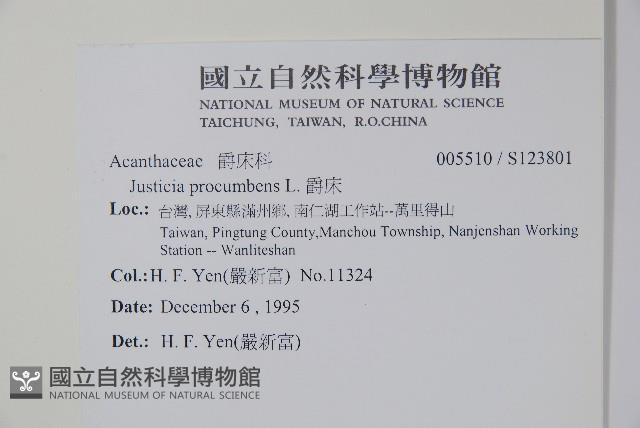 國立自然科學博物館
NATIONAL MUSEUM OF NATURAL SCIENCE
TAICHUNG, TAIWAN, R.O.CHINA
Acanthaceae 爵床科 005510 / S123801
Justicia procumbens L. 爵床
Loc.: 台灣, 屏東縣滿州鄉, 南仁湖工作站--萬里得山
Taiwan, Pingtung County,Manchou Township, Nanjenshan Working
Station -- Wanliteshan
Col.: H. F. Yen(嚴新富) No.11324
Date: December 6 , 1995
Det.: H. F. Yen(嚴新富)
國立自然科學博物館
NATIONAL MUSEUM OF NATURAL SCIENCE